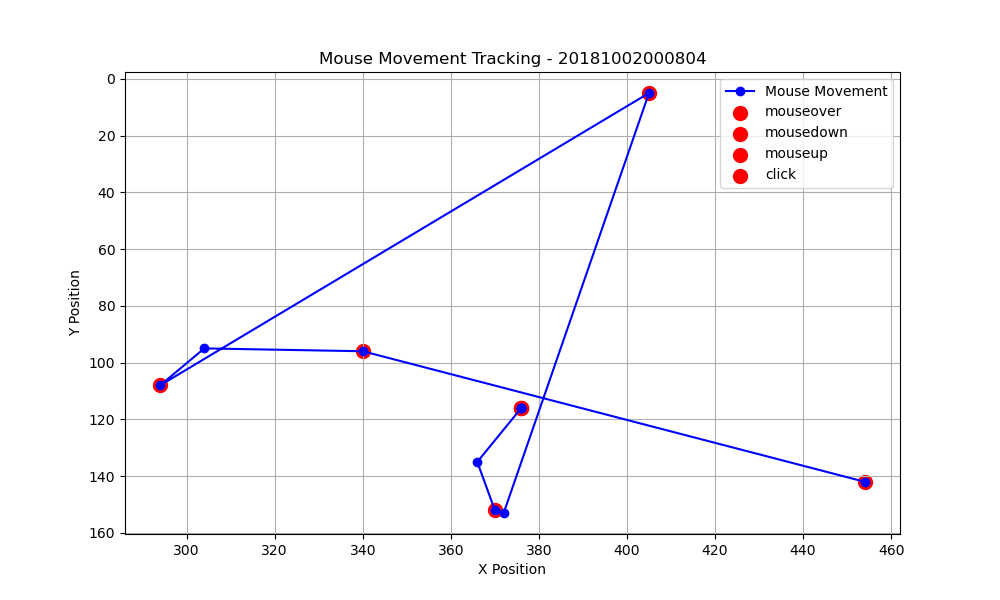 Mouse Movement Tracking - 20181002000804
Mouse Movement
mouseover
mousedown
mouseup
click
0
20
40
60
80
100
120
140
160
Y Position
300 320 340 360 380 400 420 440 460
X Position